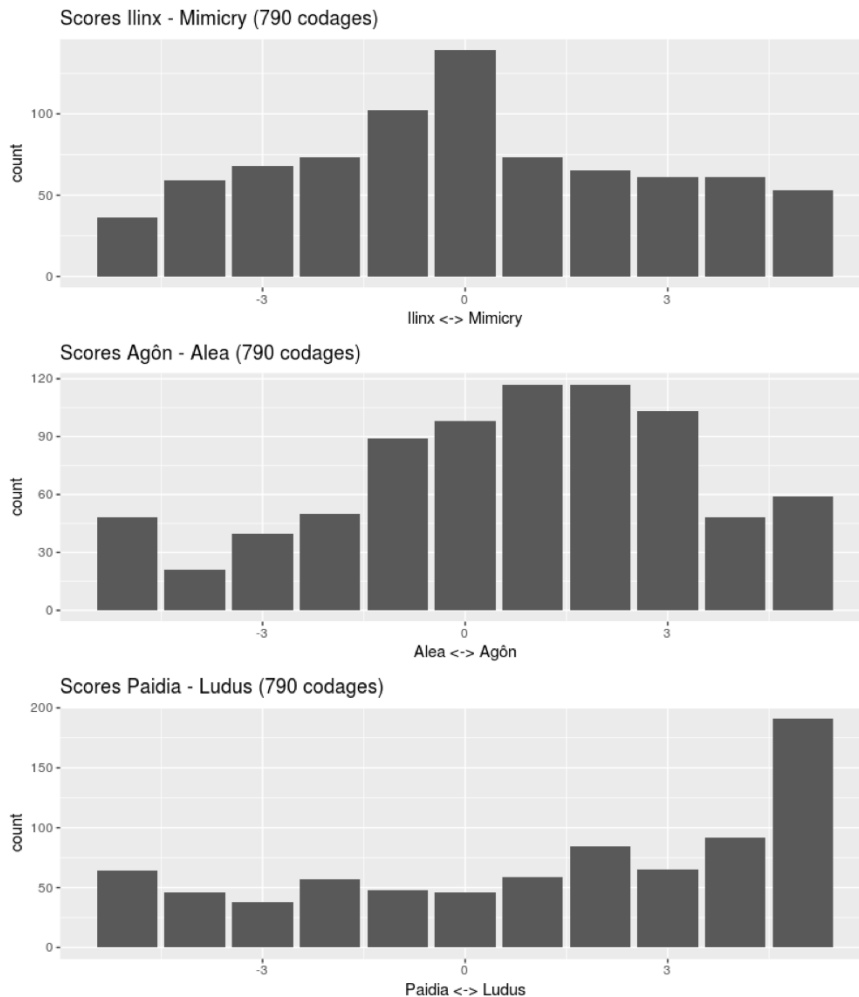 Scores Ilinx - Mimicry (790 codages)
100
50
0
count
-3 0 3
Ilinx <-> Mimicry
Scores Agôn - Alea (790 codages)
120
90
60
30
0
count
-3 0 3
Alea <-> Agôn
Scores Paidia - Ludus (790 codages)
200
150
100
50
0
count
-3 0 3
Paidia <-> Ludus